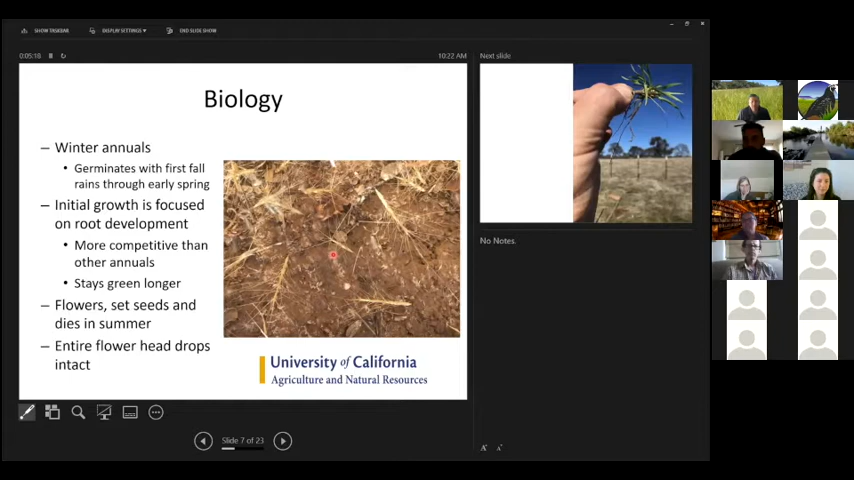 SHOW TASKBAR
DISPLAY SETTINGS ▾
END SLIDE SHOW
0:05:18
10:22 AM
Next slide
Biology
– Winter annuals
• Germinates with first fall
rains through early spring
– Initial growth is focused
on root development
• More competitive than
other annuals
• Stays green longer
– Flowers, set seeds and
dies in summer
– Entire flower head drops
intact
University of California
Agriculture and Natural Resources
No Notes.
Slide 7 of 23
A A